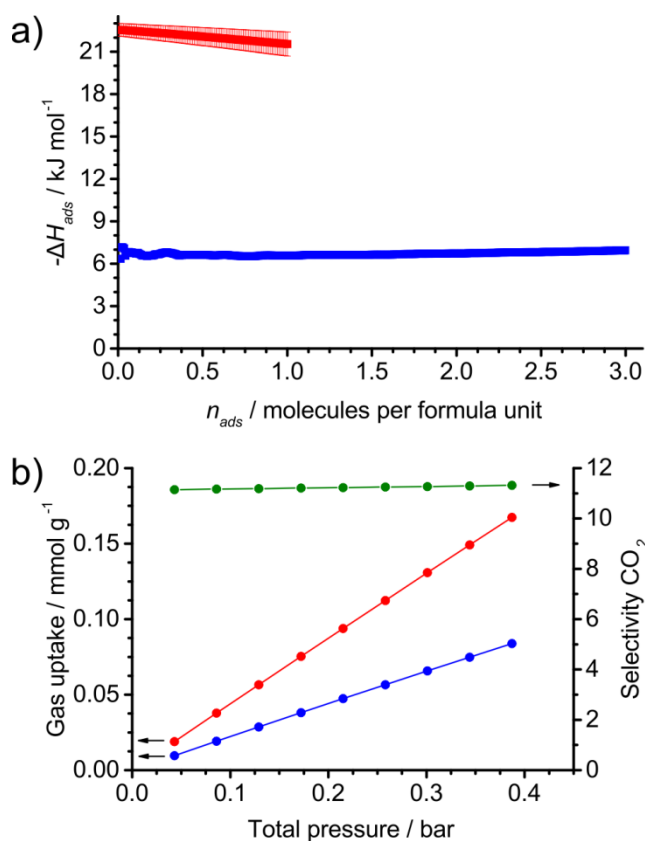 a)
21
18
15
12
9
6
3
0
-ΔH_ads / kJ mol⁻¹
0.0 0.5 1.0 1.5 2.0 2.5 3.0
n_ads / molecules per formula unit
b)
0.20
0.15
0.10
0.05
0.00
Gas uptake / mmol g⁻¹
12
10
8
6
4
2
0
Selectivity CO₂
0.0 0.1 0.2 0.3 0.4
Total pressure / bar